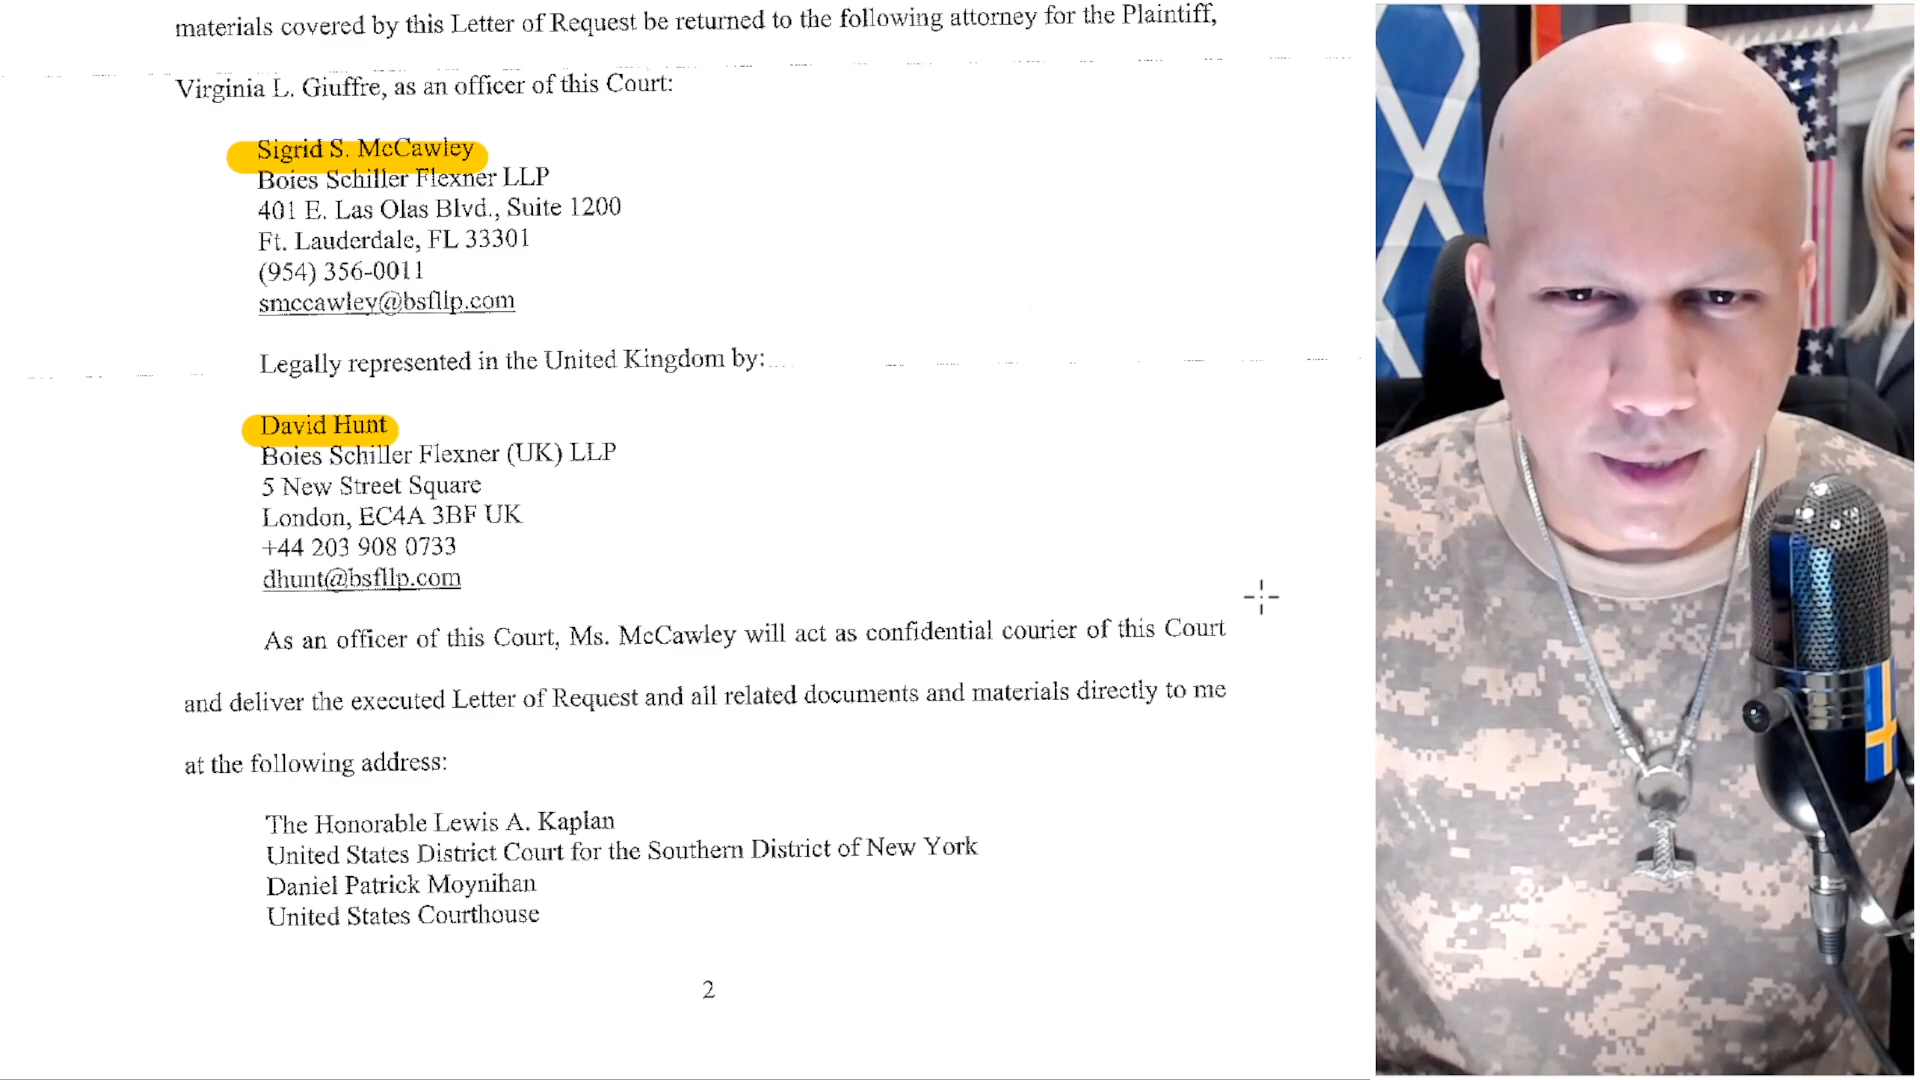 materials covered by this Letter of Request be returned to the following attorney for the Plaintiff,
Virginia L. Giuffre, as an officer of this Court:
Sigrid S. McCawley
Boies Schiller Flexner LLP
401 E. Las Olas Blvd., Suite 1200
Ft. Lauderdale, FL 33301
(954) 356-0011
smccawley@bsfllp.com
Legally represented in the United Kingdom by:
David Hunt
Boies Schiller Flexner (UK) LLP
5 New Street Square
London, EC4A 3BF UK
+44 203 908 0733
dhunt@bsfllp.com
As an officer of this Court, Ms. McCawley will act as confidential courier of this Court
and deliver the executed Letter of Request and all related documents and materials directly to me
at the following address:
The Honorable Lewis A. Kaplan
United States District Court for the Southern District of New York
Daniel Patrick Moynihan
United States Courthouse
2